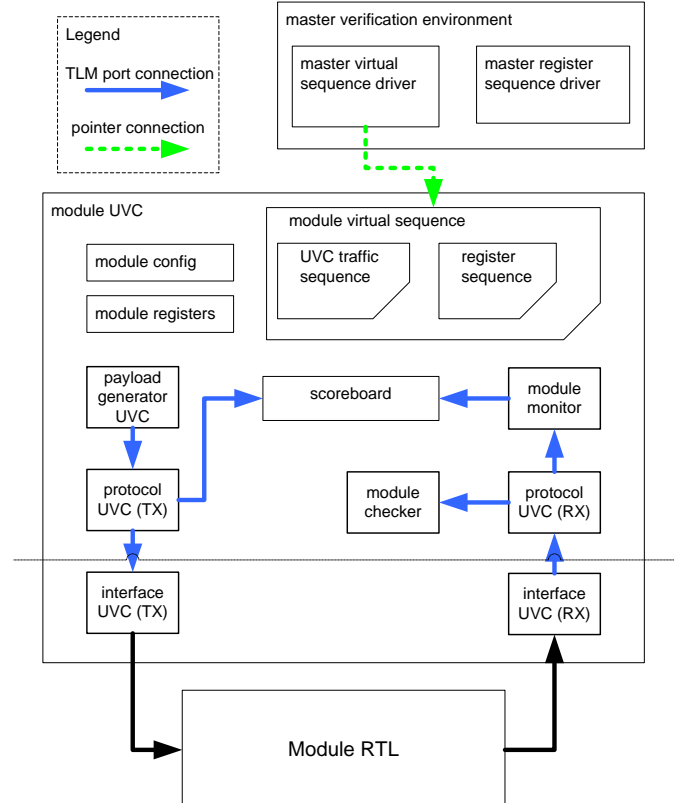 Legend
TLM port connection
pointer connection
master verification environment
master virtual
sequence driver
master register
sequence driver
module UVC
module config
module registers
module virtual sequence
UVC traffic
sequence
register
sequence
payload
generator
UVC
scoreboard
module
monitor
protocol
UVC (TX)
module
checker
protocol
UVC (RX)
interface
UVC (TX)
interface
UVC (RX)
Module RTL